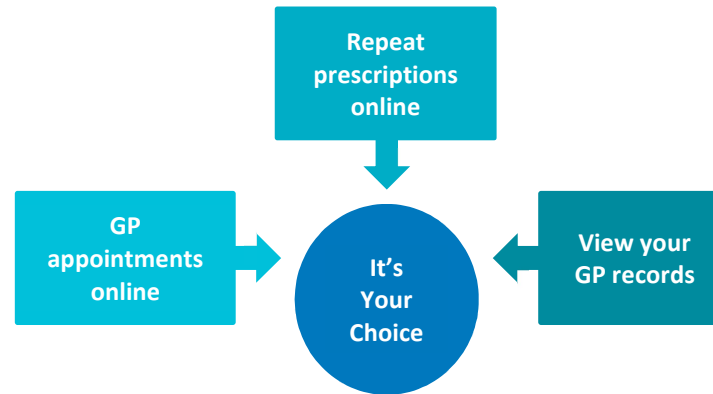 Repeat
prescriptions
online
GP
appointments
online
It’s
Your
Choice
View your
GP records